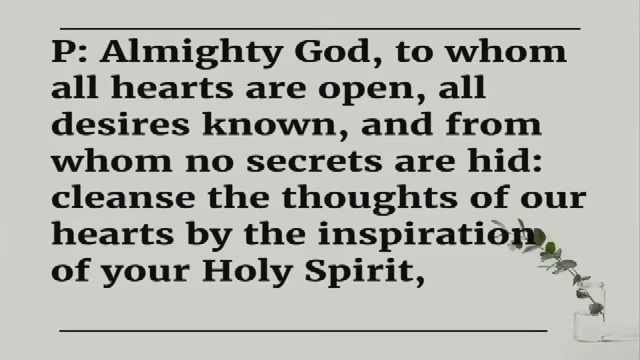 P: Almighty God, to whom
all hearts are open, all
desires known, and from
whom no secrets are hid:
cleanse the thoughts of our
hearts by the inspiration
of your Holy Spirit,